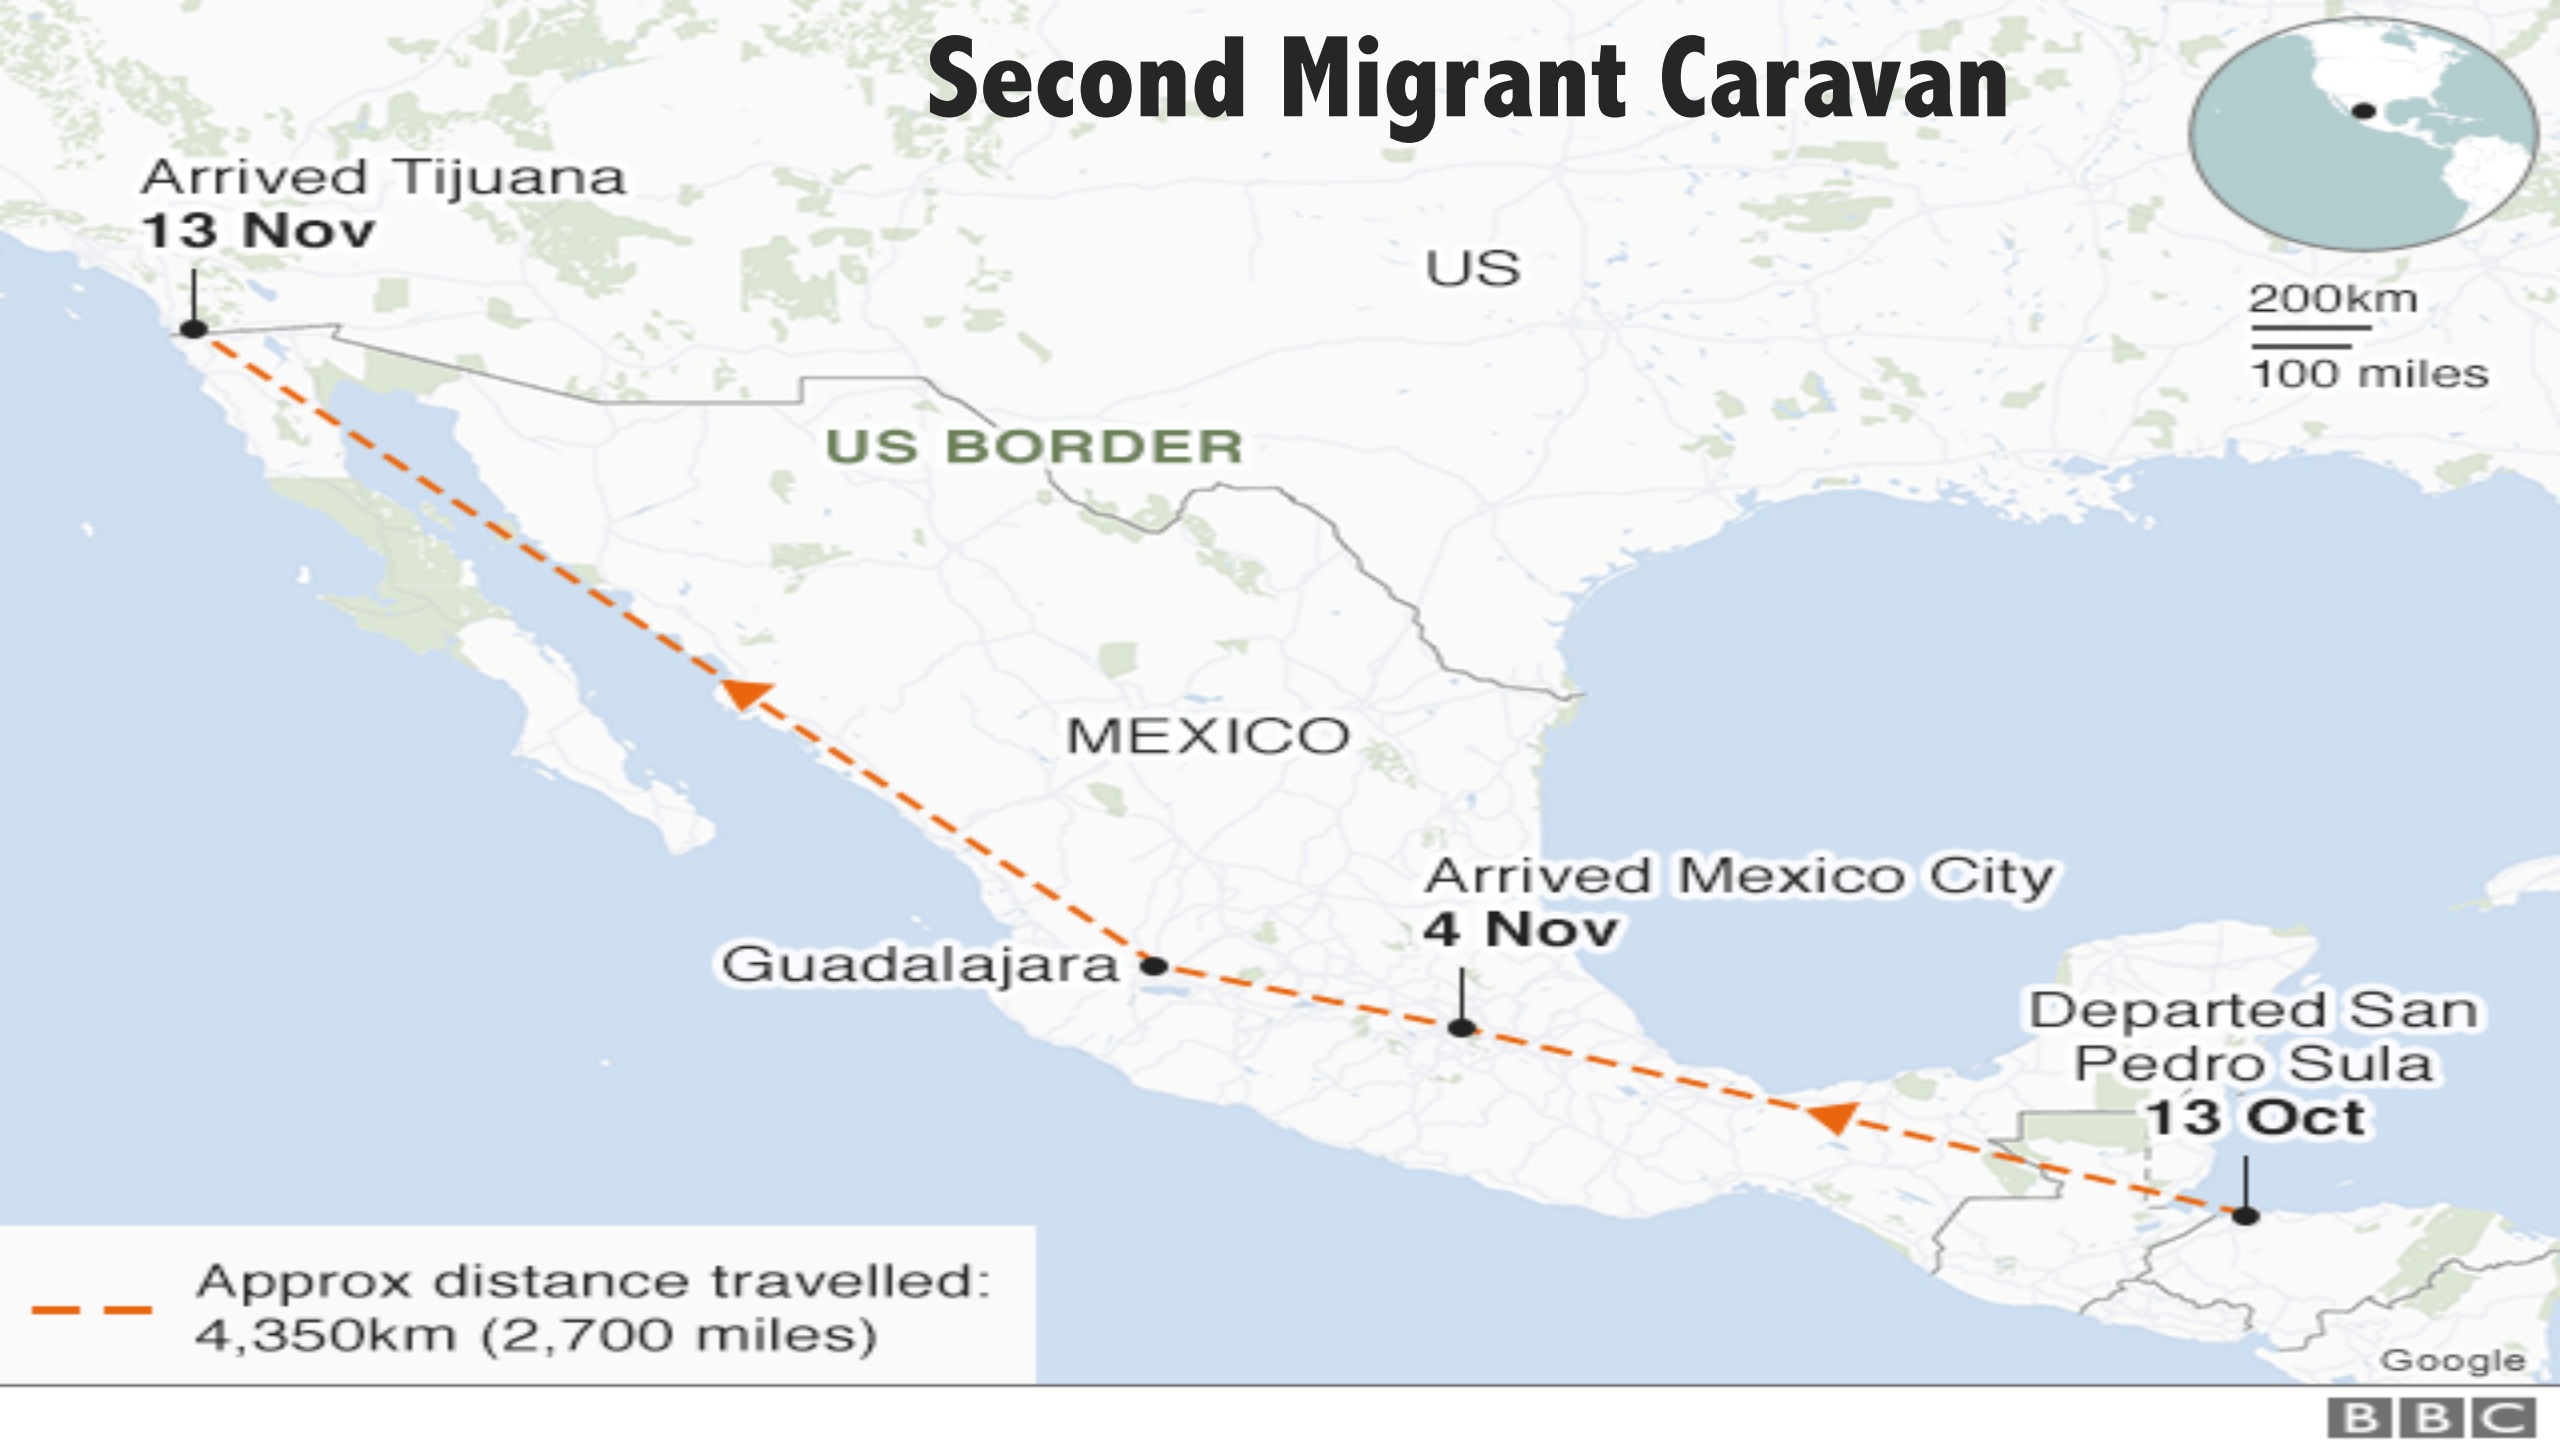 Second Migrant Caravan
Arrived Tijuana
13 Nov
US
200km
100 miles
US BORDER
MEXICO
Arrived Mexico City
4 Nov
Guadalajara
Departed San
Pedro Sula
13 Oct
Approx distance travelled:
4,350km (2,700 miles)
Google
BBC